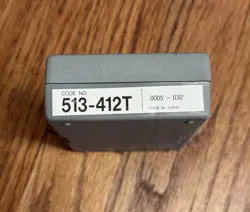 CODE NO.
513-412T
.0005" - .030"
MADE IN JAPAN